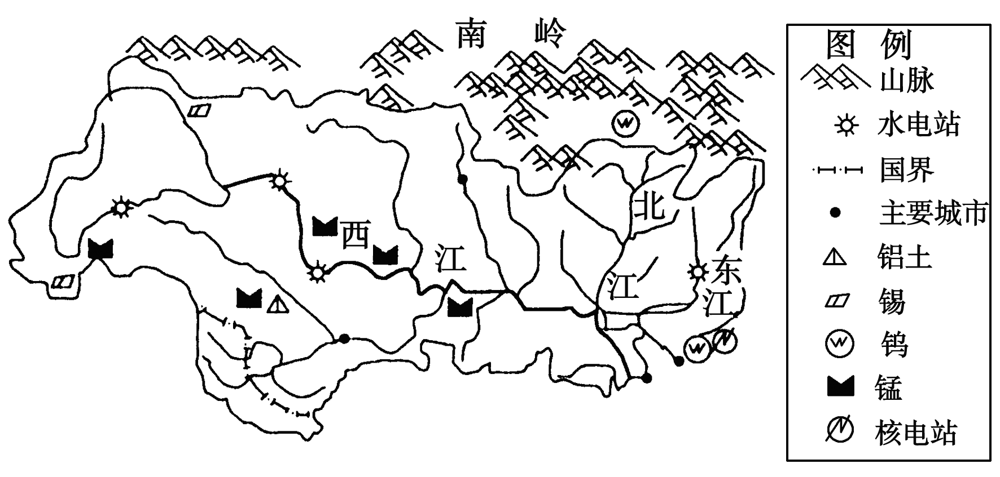 南岭
西江
北江
东江
图例
山脉
水电站
国界
主要城市
铝土
锡
钨
锰
核电站